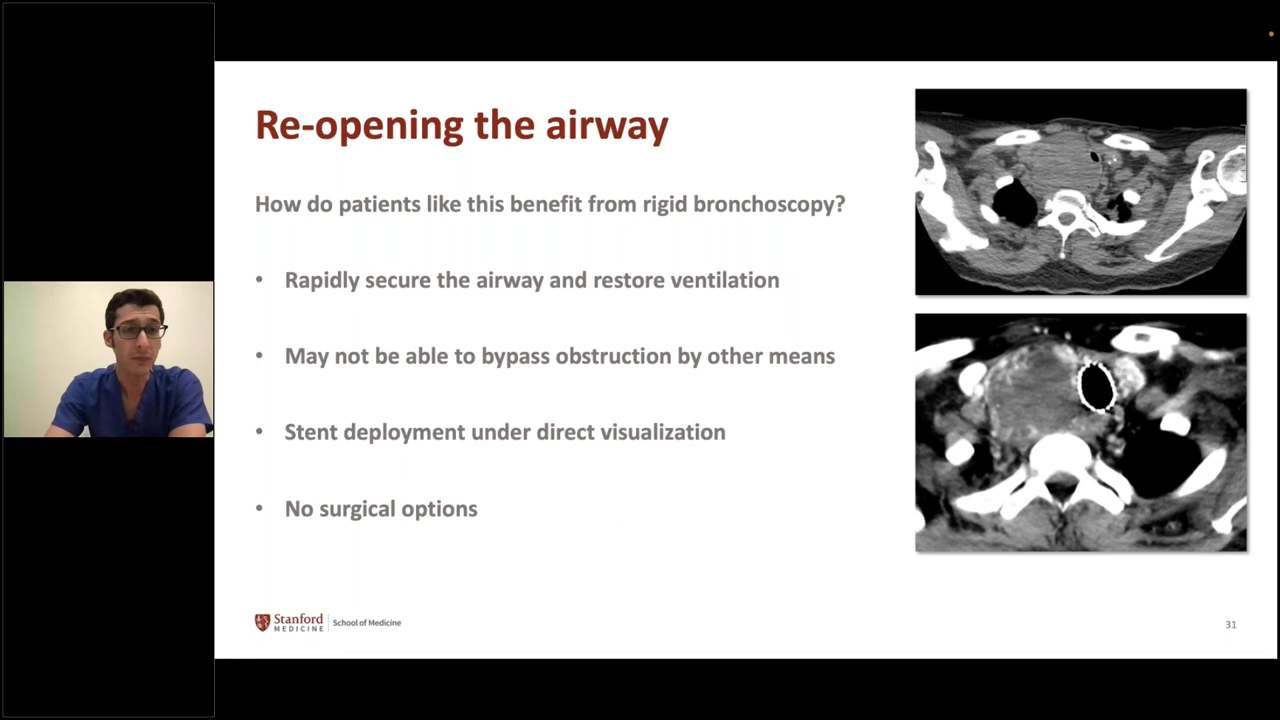 Re-opening the airway
How do patients like this benefit from rigid bronchoscopy?
• Rapidly secure the airway and restore ventilation
• May not be able to bypass obstruction by other means
• Stent deployment under direct visualization
• No surgical options
Stanford
MEDICINE
School of Medicine
31